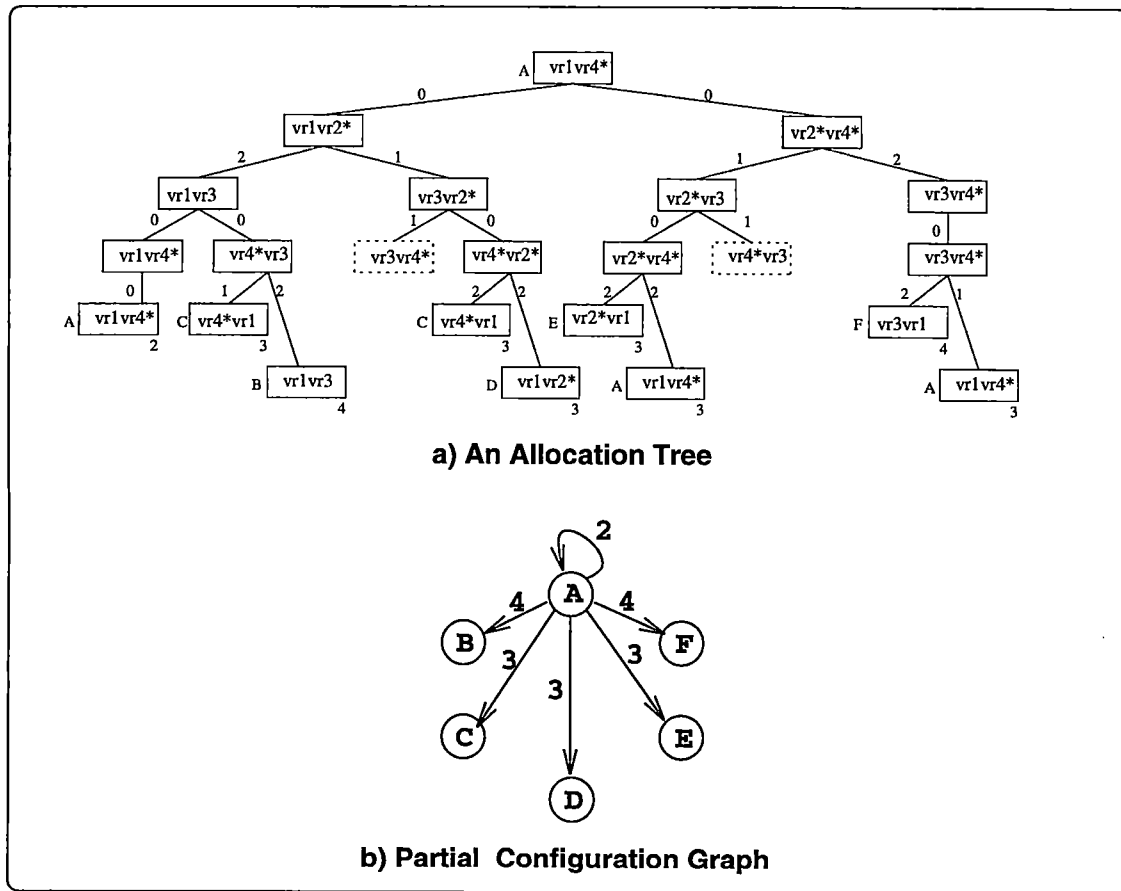 A vr1vr4*
0 0
vr1vr2* vr2*vr4*
2 1 1 2
vr1vr3 vr3vr2* vr2*vr3 vr3vr4*
0 0 1 0 0 1 0
vr1vr4* vr4*vr3 vr3vr4* vr4*vr2* vr2*vr4* vr4*vr3 vr3vr4*
0 1 2 2 2 2 2 2 1
A vr1vr4* C vr4*vr1 C vr4*vr1 E vr2*vr1 F vr3vr1
2 3 3 3 4
B vr1vr3 D vr1vr2* A vr1vr4* A vr1vr4*
4 3 3 3
a) An Allocation Tree
2
A
4 4
B F
3 3 3
C E
D
b) Partial Configuration Graph